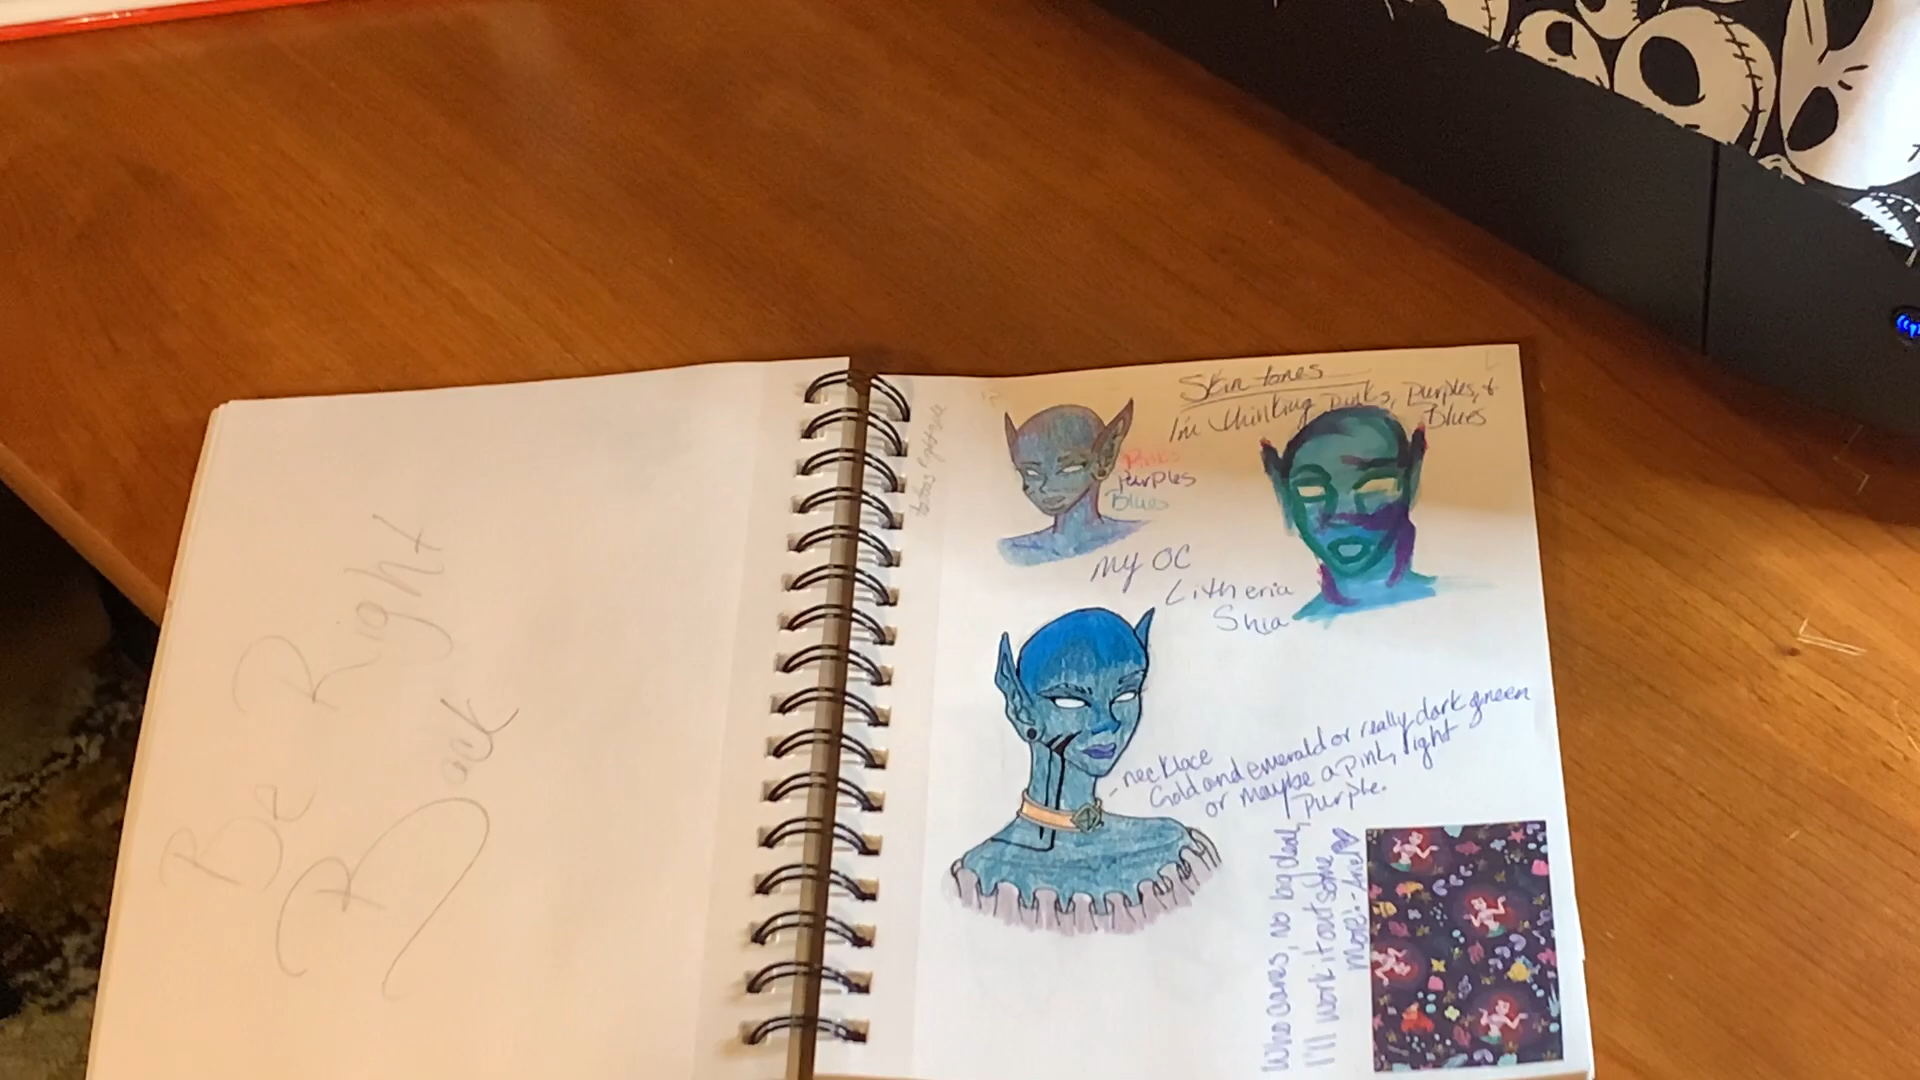 Be Right
Back
Skin tones
I'm thinking pinks, purples, &
Blues
Pinks
purples
Blues
My OC
Litheria
Shia
- necklace
Gold and emerald or really dark green
or maybe a pink, light
purple.
Who cares, no big deal,
I'll work it out some
more! - Ariel